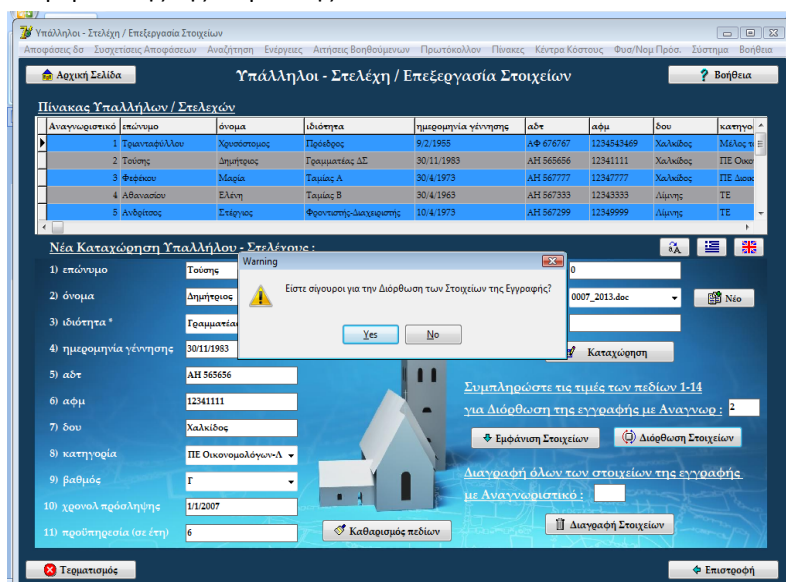 Υπάλληλοι - Στελέχη / Επεξεργασία Στοιχείων
Αποφάσεις δσ Συσχετίσεις Αποφάσεων Αναζήτηση Ενέργειες Αιτήσεις Βοηθούμενων Πρωτόκολλον Πίνακες Κέντρα Κόστους Φυσ/Νομ Πρόσ. Σύστημα Βοήθεια
Αρχική Σελίδα Υπάλληλοι - Στελέχη / Επεξεργασία Στοιχείων ? Βοήθεια
Πίνακας Υπαλλήλων / Στελεχών
Αναγνωριστικό επώνυμο όνομα ιδιότητα ημερομηνία γέννησης αδτ αφμ δου κατηγο
1 Τριανταφύλλου Χρυσόστομος Πρόεδρος 9/2/1955 ΑΦ 676767 1234543469 Χαλκίδος Μέλος τ
2 Τούσης Δημήτριος Γραμματέας ΔΣ 30/11/1983 ΑΗ 565656 12341111 Χαλκίδος ΠΕ Οικο
3 Φεφέκου Μαρία Ταμίας Α 30/4/1973 ΑΗ 567777 12347777 Χαλκίδος ΠΕ Διοικ
4 Αθανασίου Ελένη Ταμίας Β 30/4/1963 ΑΗ 567333 12343333 Λίμνης ΤΕ
5 Ανδρίτσος Στέργιος Φροντιστής-Διαχειριστής 10/4/1973 ΑΗ 567299 12349999 Λίμνης ΤΕ
Νέα Καταχώρηση Υπαλλήλου - Στελέχους :
Warning
Είστε σίγουροι για την Διόρθωση των Στοιχείων της Εγγραφής?
Yes No
1) επώνυμο Τούσης 0
2) όνομα Δημήτριος 0007_2013.doc Νέο
3) ιδιότητα * Γραμματέα
4) ημερομηνία γέννησης 30/11/1983 Καταχώρηση
5) αδτ ΑΗ 565656
Συμπληρώστε τις τιμές των πεδίων 1-14
6) αφμ 12341111 για Διόρθωση της εγγραφής με Αναγνωρ : 2
7) δου Χαλκίδος
Εμφάνιση Στοιχείων Διόρθωση Στοιχείων
8) κατηγορία ΠΕ Οικονομολόγων-Λ
Διαγραφή όλων των στοιχείων της εγγραφής
9) βαθμός Γ
με Αναγνωριστικό :
10) χρονολ πρόσληψης 1/1/2007
11) προϋπηρεσία (σε έτη) 6 Καθαρισμός πεδίων Διαγραφή Στοιχείων
Τερματισμός Επιστροφή